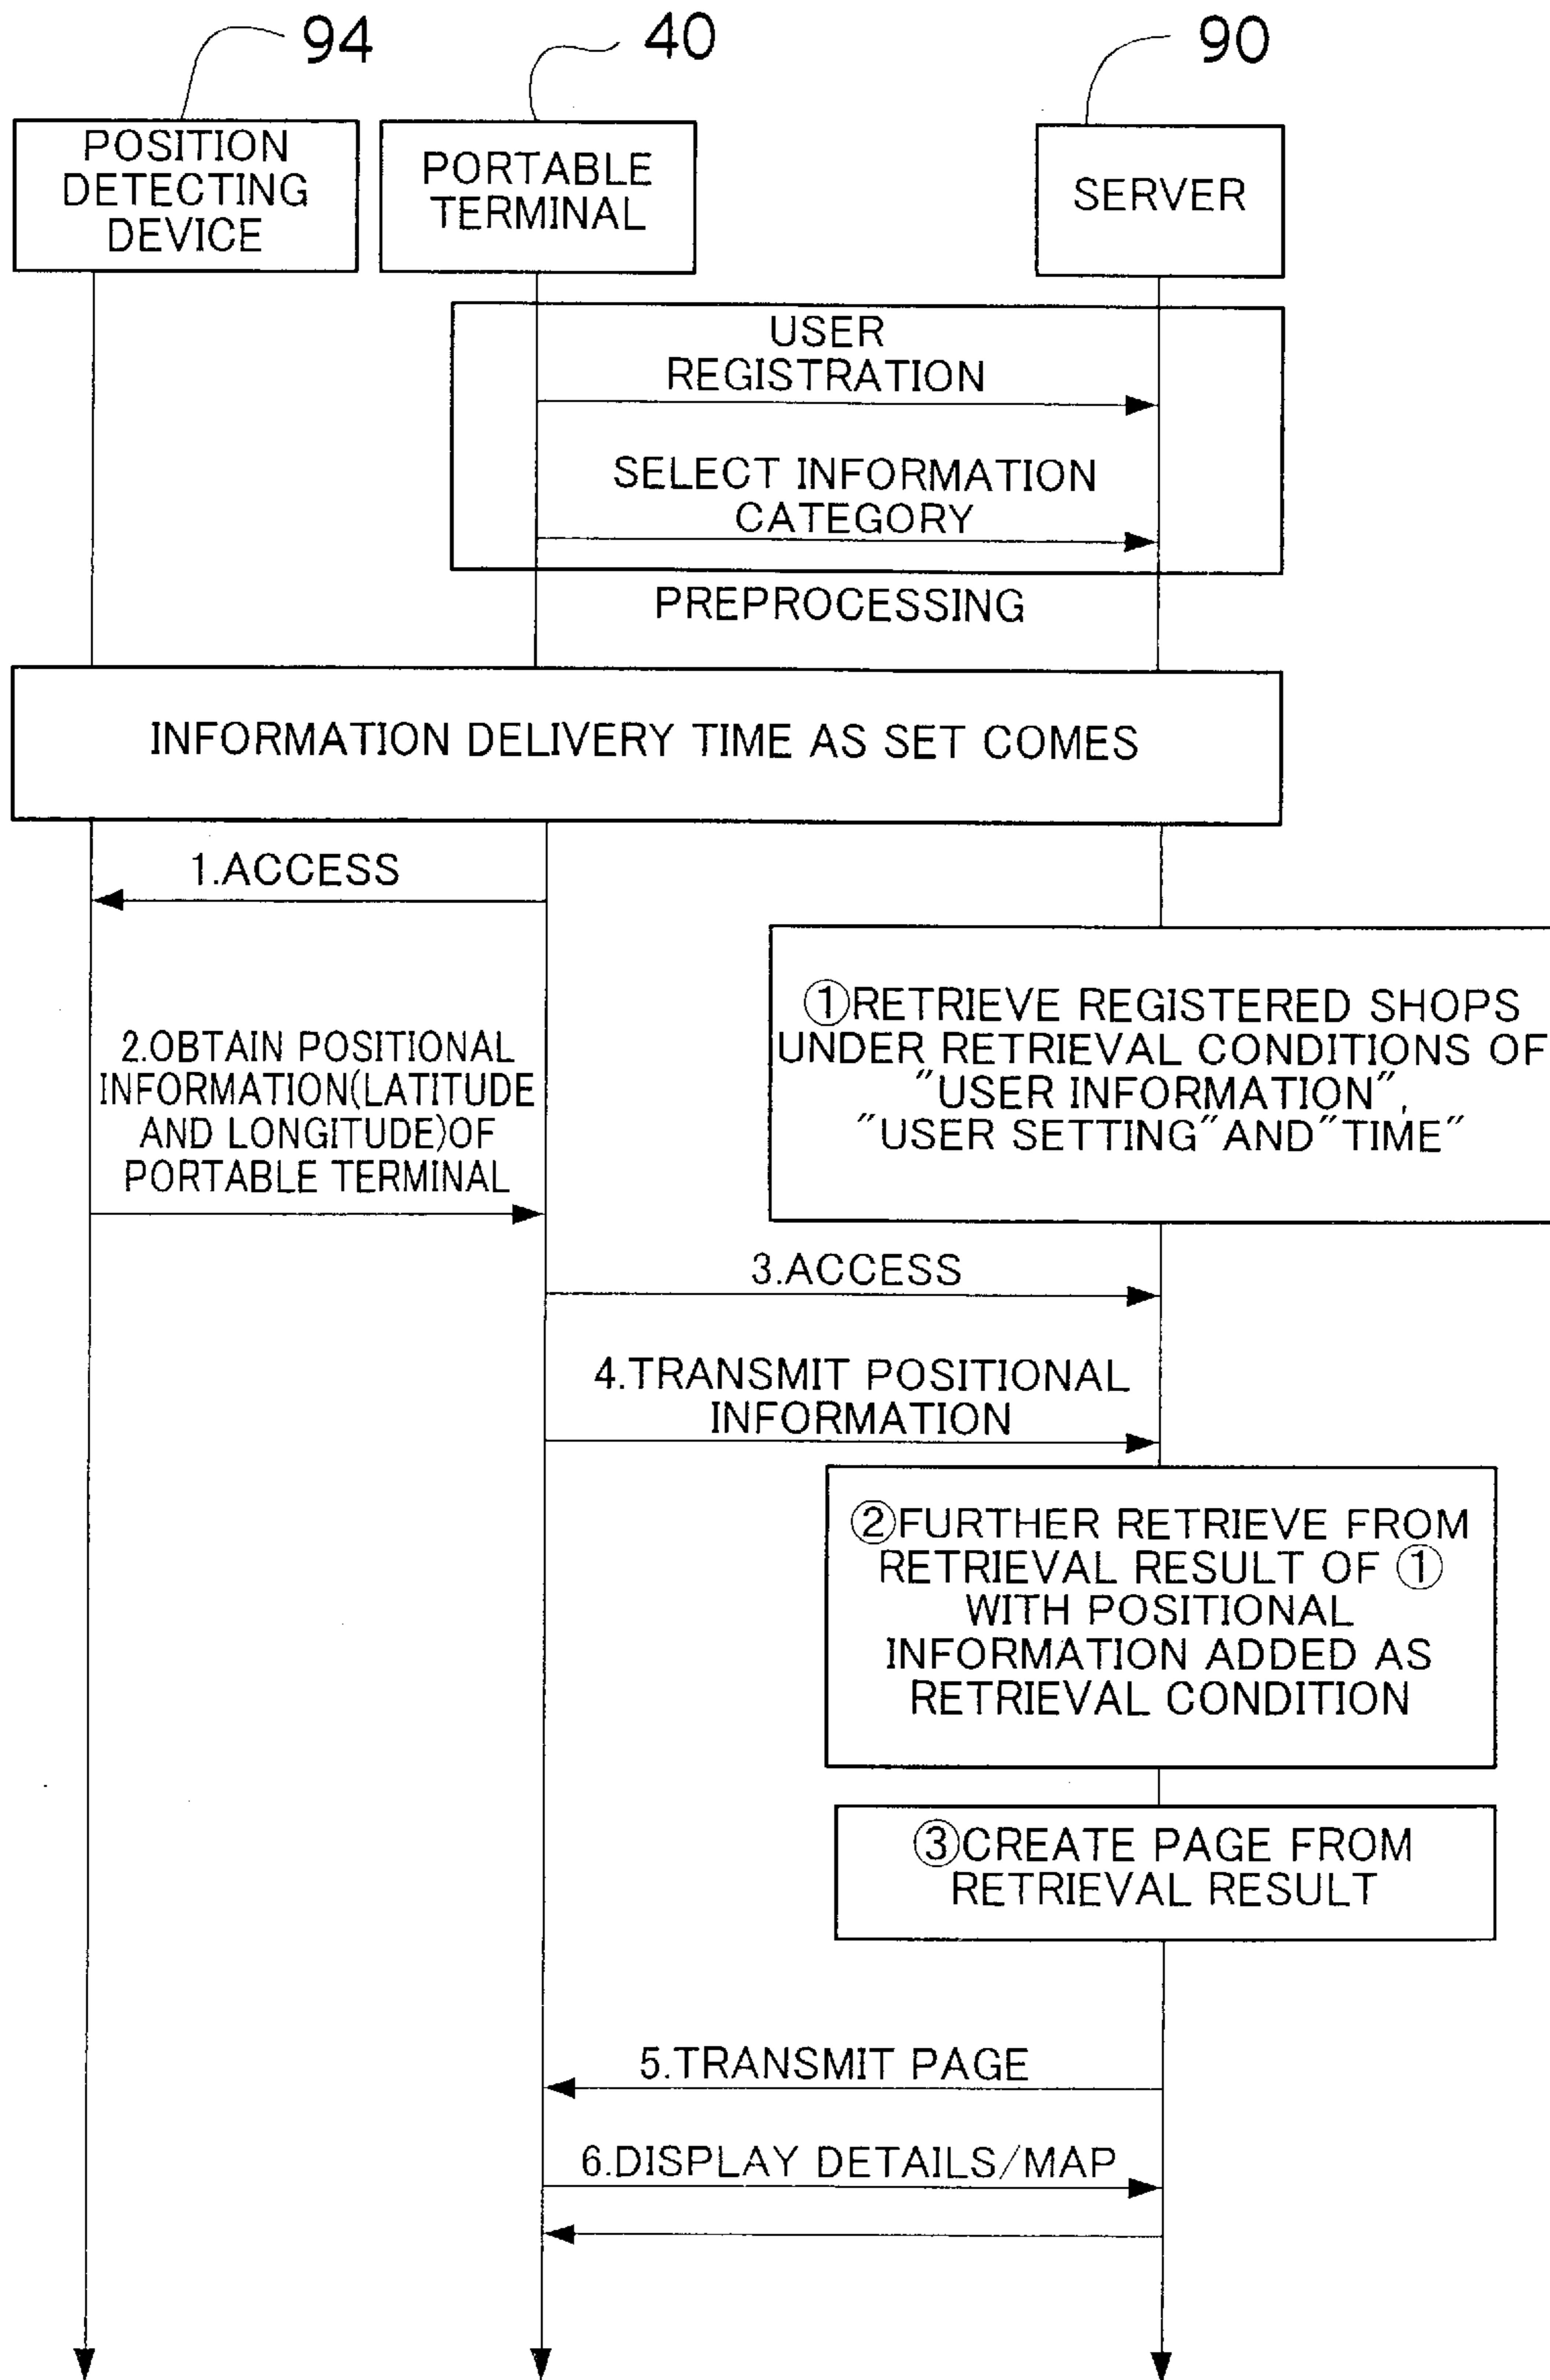 94
40
90
POSITION
DETECTING
DEVICE
PORTABLE
TERMINAL
SERVER
USER
REGISTRATION
SELECT INFORMATION
CATEGORY
PREPROCESSING
INFORMATION DELIVERY TIME AS SET COMES
1.ACCESS
①RETRIEVE REGISTERED SHOPS
UNDER RETRIEVAL CONDITIONS OF
"USER INFORMATION",
"USER SETTING"AND"TIME"
2.OBTAIN POSITIONAL
INFORMATION(LATITUDE
AND LONGITUDE)OF
PORTABLE TERMINAL
3.ACCESS
4.TRANSMIT POSITIONAL
INFORMATION
②FURTHER RETRIEVE FROM
RETRIEVAL RESULT OF ①
WITH POSITIONAL
INFORMATION ADDED AS
RETRIEVAL CONDITION
③CREATE PAGE FROM
RETRIEVAL RESULT
5.TRANSMIT PAGE
6.DISPLAY DETAILS/MAP